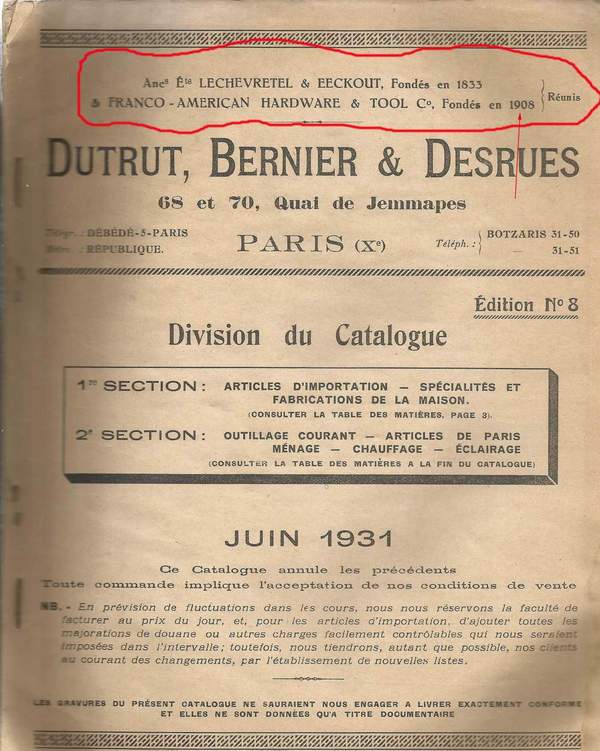 Ancs Éts LECHEVRETEL & EECKOUT, Fondés en 1833
& FRANCO-AMERICAN HARDWARE & TOOL Co, Fondés en 1908
Réunis
DUTRUT, BERNIER & DESRUES
68 et 70, Quai de Jemmapes
Télégr. : DÉBÉDÉ-5-PARIS
Métro. : RÉPUBLIQUE.
PARIS (Xe)
Téléph. : BOTZARIS 31-50
— 31-51
Édition No 8
Division du Catalogue
1re SECTION : ARTICLES D'IMPORTATION — SPÉCIALITÉS ET
FABRICATIONS DE LA MAISON.
(CONSULTER LA TABLE DES MATIÈRES, PAGE 3).
2e SECTION : OUTILLAGE COURANT — ARTICLES DE PARIS
MÉNAGE — CHAUFFAGE — ÉCLAIRAGE
(CONSULTER LA TABLE DES MATIÈRES A LA FIN DU CATALOGUE)
JUIN 1931
Ce Catalogue annule les précédents
Toute commande implique l'acceptation de nos conditions de vente
NB. - En prévision de fluctuations dans les cours, nous nous réservons la faculté de
facturer au prix du jour, et, pour les articles d'importation, d'ajouter toutes les
majorations de douane ou autres charges facilement contrôlables qui nous seraient
imposées dans l'intervalle ; toutefois, nous tiendrons, autant que possible, nos clients
au courant des changements, par l'établissement de nouvelles listes.
LES GRAVURES DU PRÉSENT CATALOGUE NE SAURAIENT NOUS ENGAGER A LIVRER EXACTEMENT CONFORME
ET ELLES NE SONT DONNÉES QU'A TITRE DOCUMENTAIRE